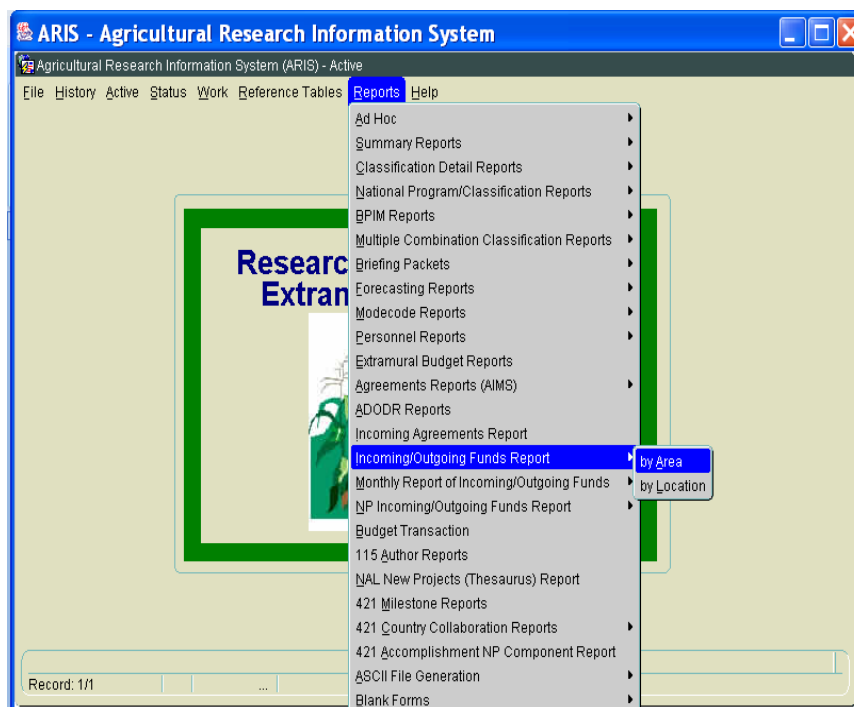 ARIS - Agricultural Research Information System
Agricultural Research Information System (ARIS) - Active
File History Active Status Work Reference Tables Reports Help
Ad Hoc
Summary Reports
Classification Detail Reports
National Program/Classification Reports
BPIM Reports
Multiple Combination Classification Reports
Researc
Briefing Packets
Extran
Forecasting Reports
Modecode Reports
Personnel Reports
Extramural Budget Reports
Agreements Reports (AIMS)
ADODR Reports
Incoming Agreements Report
Incoming/Outgoing Funds Report by Area
Monthly Report of Incoming/Outgoing Funds by Location
NP Incoming/Outgoing Funds Report
Budget Transaction
115 Author Reports
NAL New Projects (Thesaurus) Report
421 Milestone Reports
421 Country Collaboration Reports
421 Accomplishment NP Component Report
ASCII File Generation
Record: 1/1 ...
Blank Forms